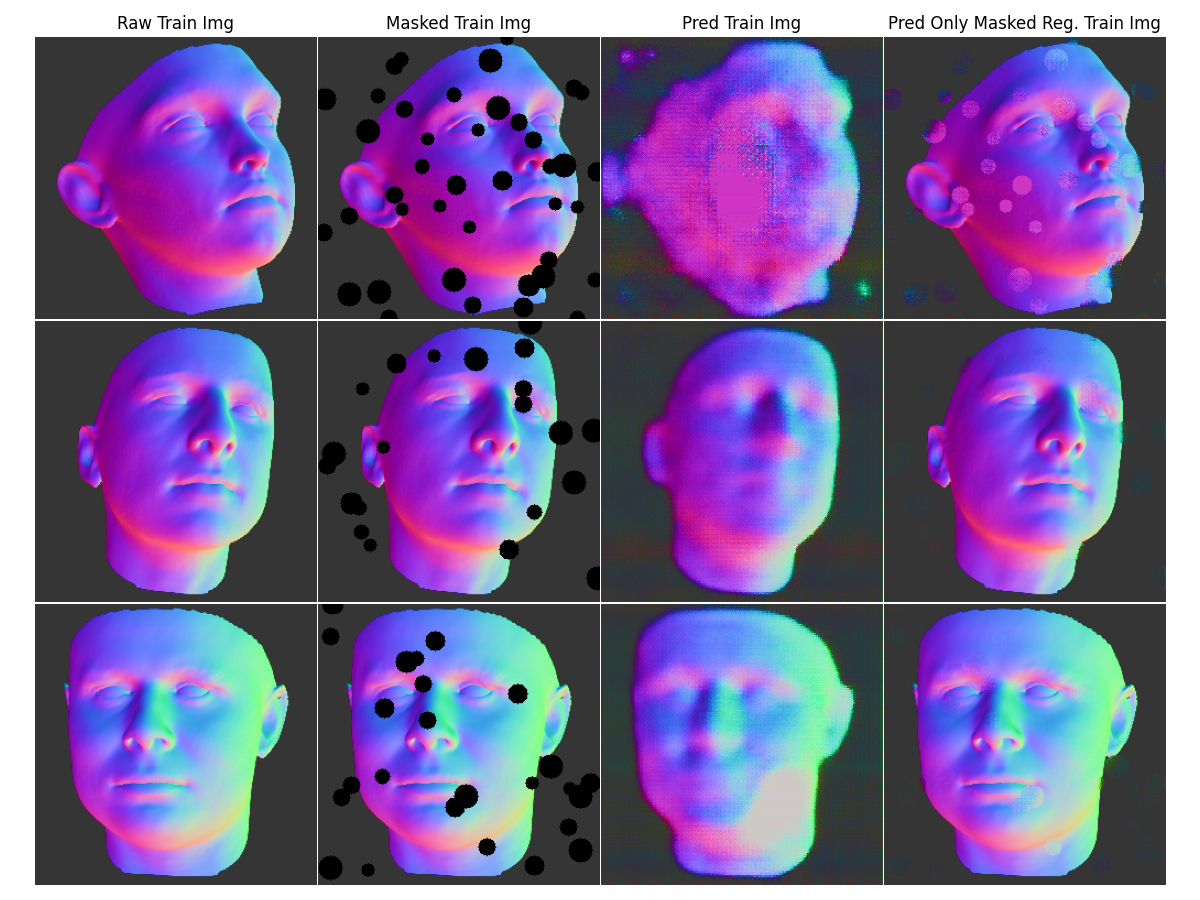 Raw Train Img
Masked Train Img
Pred Train Img
Pred Only Masked Reg. Train Img